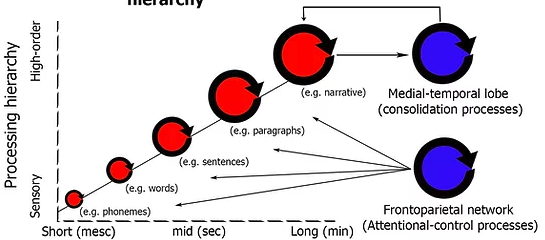 hierarchy
Processing hierarchy
High-order
Sensory
(e.g. narrative)
(e.g. paragraphs)
(e.g. sentences)
(e.g. words)
(e.g. phonemes)
Short (mesc)
mid (sec)
Long (min)
Medial-temporal lobe
(consolidation processes)
Frontoparietal network
(Attentional-control processes)